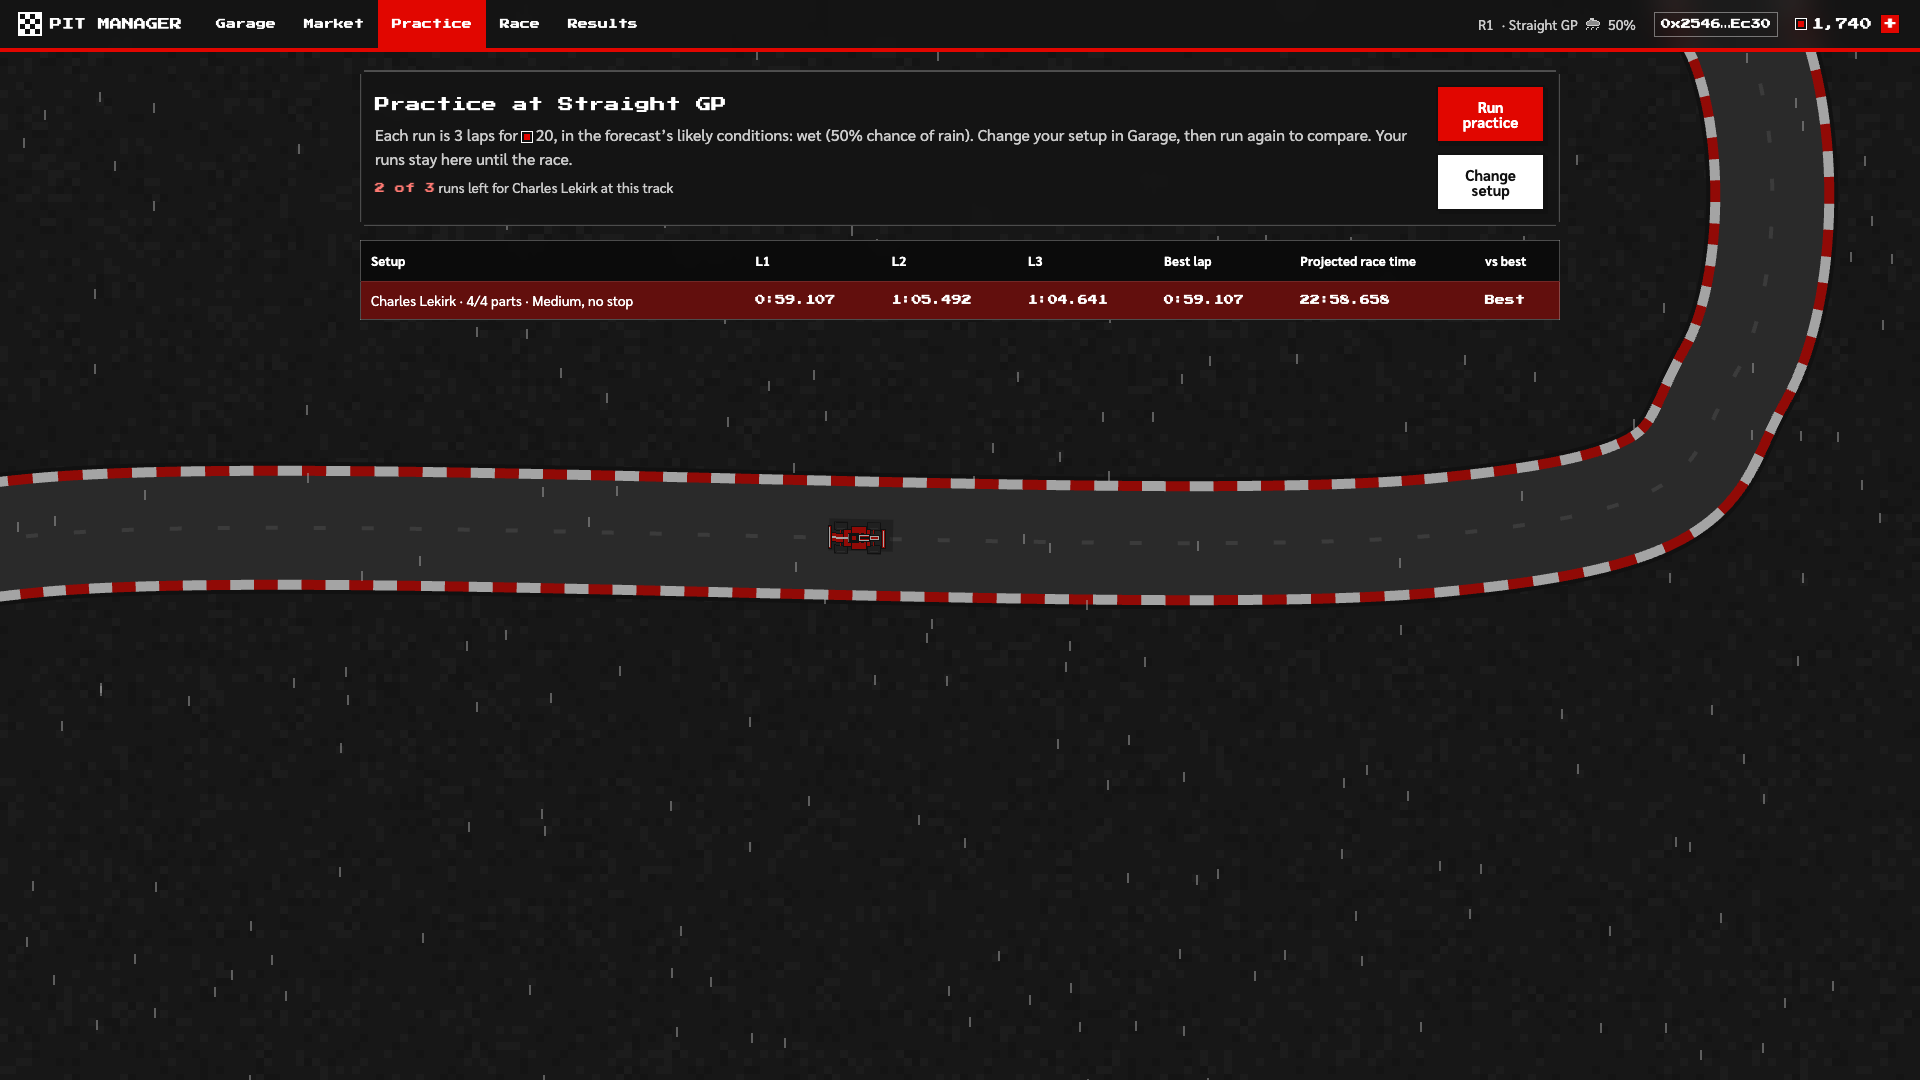 PIT MANAGER Garage Market Practice Race Results R1 · Straight GP 50% 0x2546…Ec30 1,740 +
Practice at Straight GP
Each run is 3 laps for 20, in the forecast’s likely conditions: wet (50% chance of rain). Change your setup in Garage, then run again to compare. Your
runs stay here until the race.
2 of 3 runs left for Charles Lekirk at this track
Run
practice
Change
setup
Setup L1 L2 L3 Best lap Projected race time vs best
Charles Lekirk · 4/4 parts · Medium, no stop 0:59.107 1:05.492 1:04.641 0:59.107 22:58.658 Best